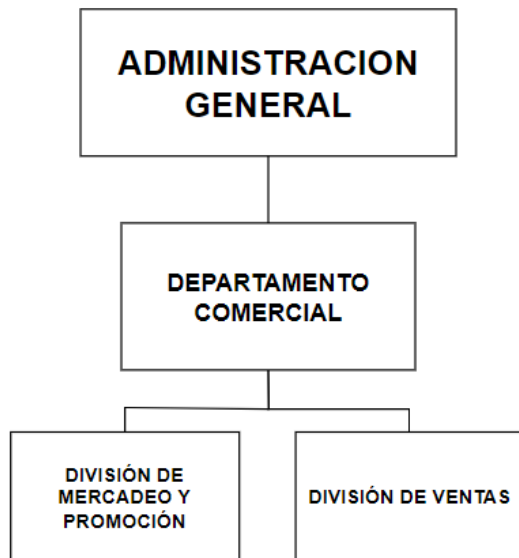 ADMINISTRACION
GENERAL
DEPARTAMENTO
COMERCIAL
DIVISIÓN DE
MERCADEO Y
PROMOCIÓN
DIVISIÓN DE VENTAS